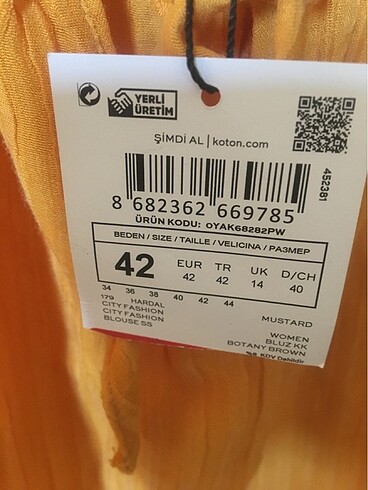 YERLİ
ÜRETİM
ŞİMDİ AL | koton.com
452381
8 682362 669785
ÜRÜN KODU; OYAK68282PW
BEDEN / SIZE / TAILLE / VELICINA / РАЗМЕР
42 EUR TR UK D/CH
42 42 14 40
34 36 38 40 42 44
179 HARDAL MUSTARD
CITY FASHION WOMEN
CITY FASHION BLUZ KK
BLOUSE SS BOTANY BROWN
%8 KDV Dahildir